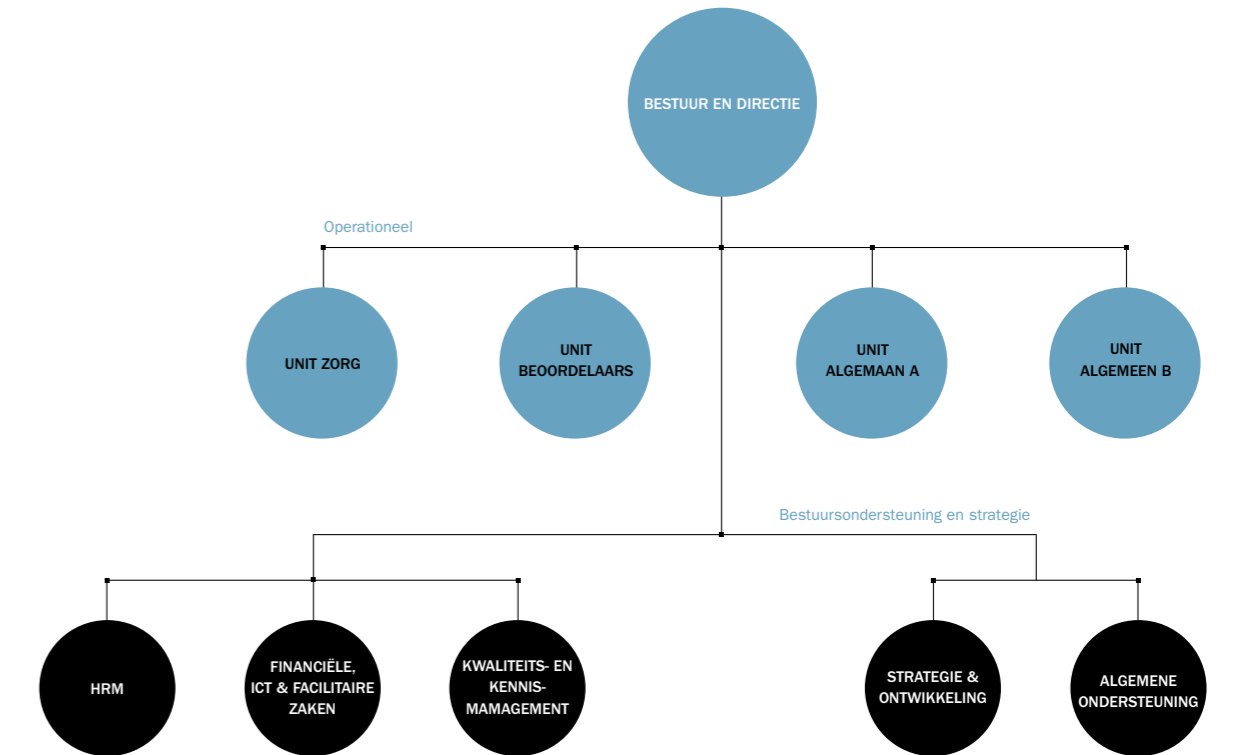 BESTUUR EN DIRECTIE
Operationeel
UNIT ZORG
UNIT
BEOORDELAARS
UNIT
ALGEMAAN A
UNIT
ALGEMEEN B
Bestuursondersteuning en strategie
HRM
FINANCIËLE,
ICT & FACILITAIRE
ZAKEN
KWALITEITS- EN
KENNIS-
MAMAGEMENT
STRATEGIE &
ONTWIKKELING
ALGEMENE
ONDERSTEUNING